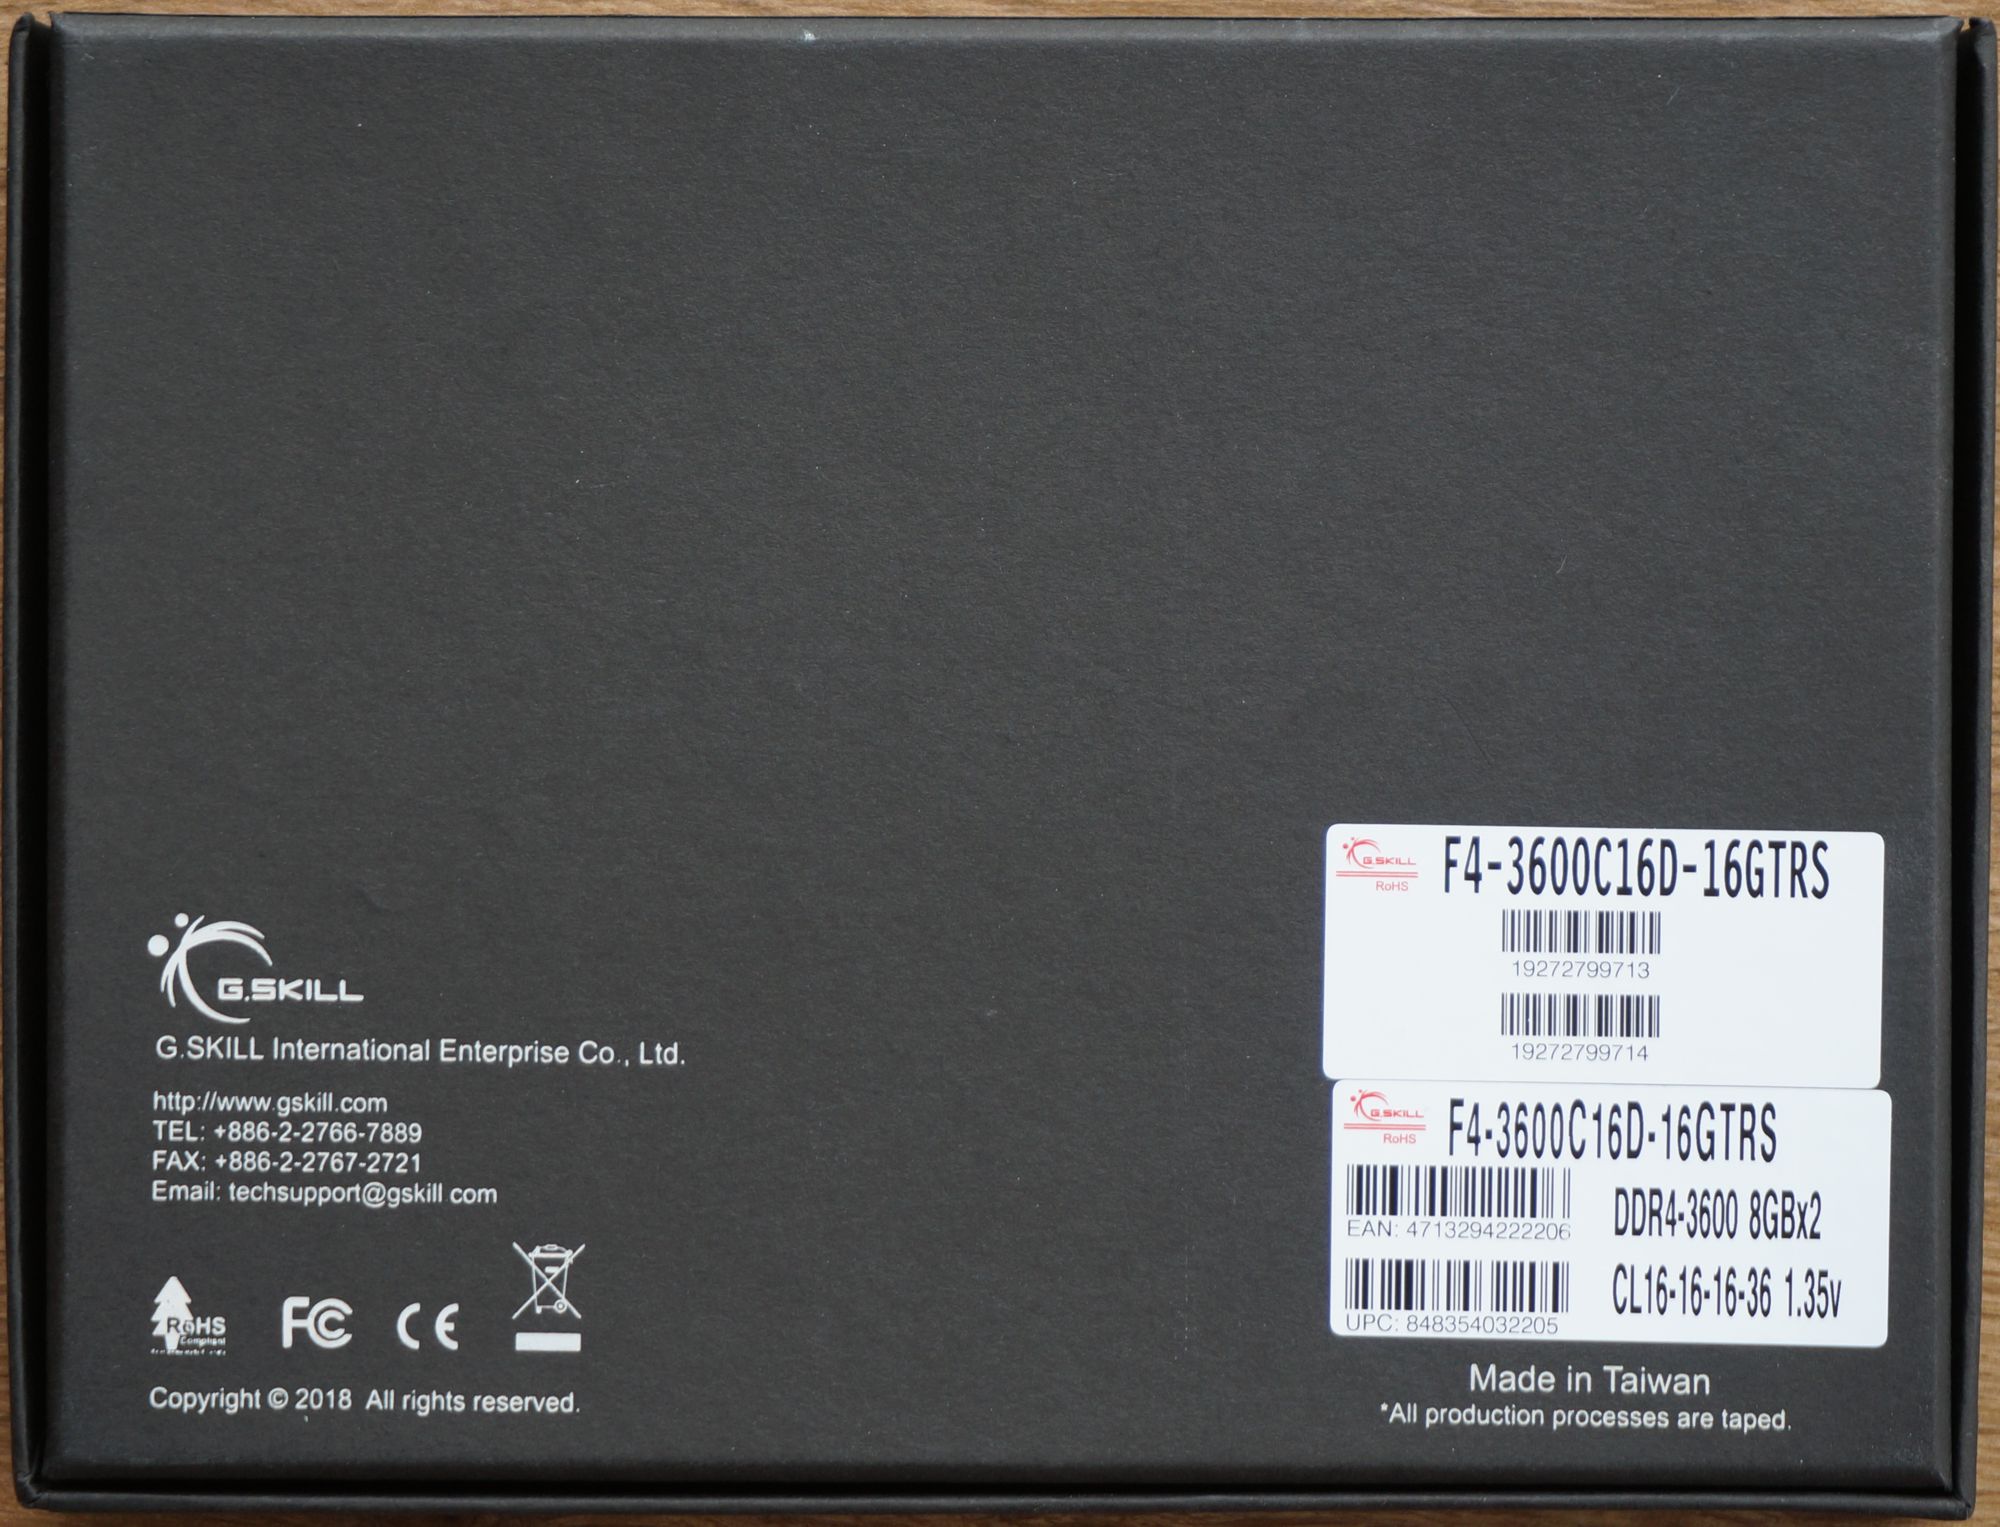 G.SKILL
G.SKILL International Enterprise Co., Ltd.
http://www.gskill.com
TEL: +886-2-2766-7889
FAX: +886-2-2767-2721
Email: techsupport@gskill.com
RoHS
Compliant
FC CE
Copyright © 2018 All rights reserved.
G.SKILL
RoHS
F4-3600C16D-16GTRS
19272799713
19272799714
G.SKILL
RoHS
F4-3600C16D-16GTRS
EAN: 4713294222206
DDR4-3600 8GBx2
UPC: 848354032205
CL16-16-16-36 1.35v
Made in Taiwan
*All production processes are taped.